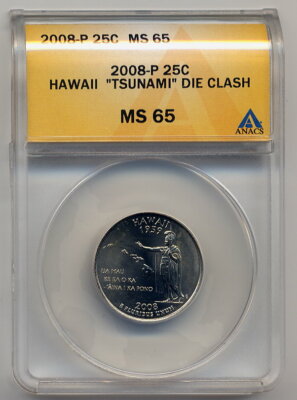 2008-P 25C MS 65
2008-P 25C
HAWAII "TSUNAMI" DIE CLASH
MS 65
ANACS
HAWAII
1959
UA MAU
KE EA O KA
'ĀINA I KA PONO
2008
E PLURIBUS UNUM